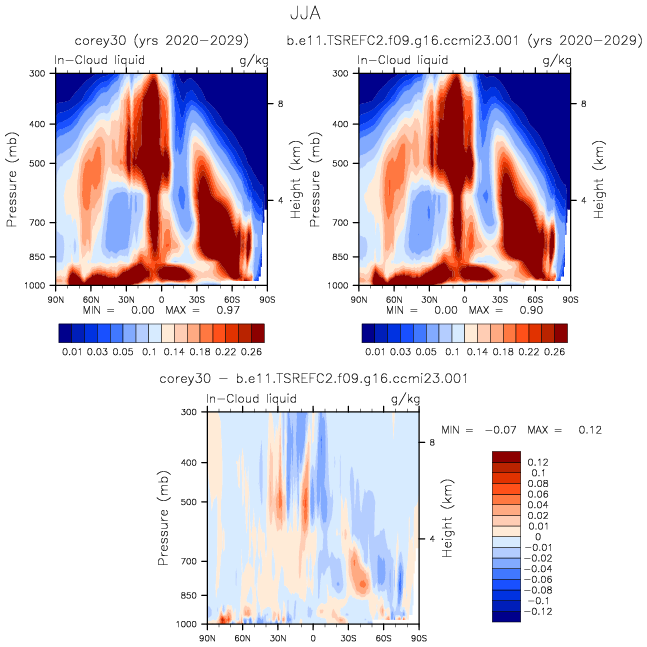 JJA
corey30 (yrs 2020-2029)
b.e11.TSREFC2.f09.g16.ccmi23.001 (yrs 2020-2029)
In-Cloud liquid g/kg
In-Cloud liquid g/kg
Pressure (mb)
300
400
500
700
850
1000
90N 60N 30N 0 30S 60S 90S
8
4
Height (km)
MIN = 0.00 MAX = 0.97
0.01 0.03 0.05 0.1 0.14 0.18 0.22 0.26
Pressure (mb)
300
400
500
700
850
1000
90N 60N 30N 0 30S 60S 90S
8
4
Height (km)
MIN = 0.00 MAX = 0.90
0.01 0.03 0.05 0.1 0.14 0.18 0.22 0.26
corey30 - b.e11.TSREFC2.f09.g16.ccmi23.001
In-Cloud liquid g/kg
Pressure (mb)
300
400
500
700
850
1000
90N 60N 30N 0 30S 60S 90S
8
4
Height (km)
MIN = -0.07 MAX = 0.12
0.12
0.1
0.08
0.06
0.04
0.02
0.01
0
-0.01
-0.02
-0.04
-0.06
-0.08
-0.1
-0.12